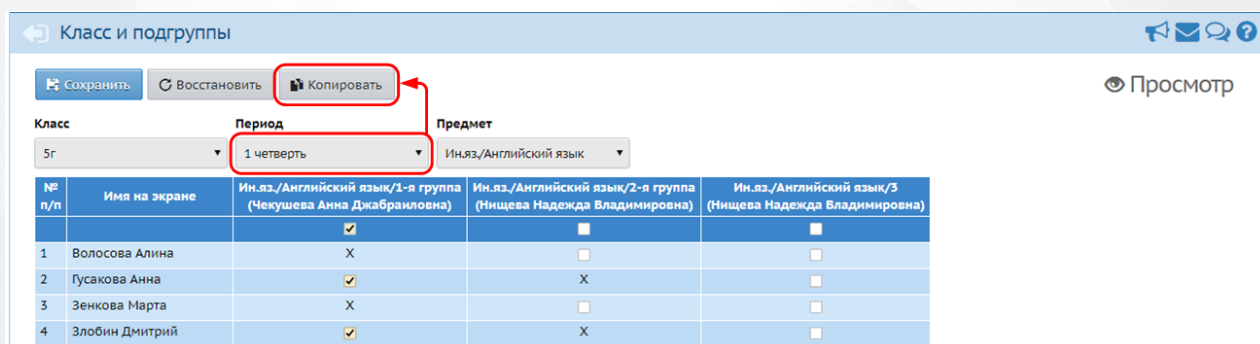 Класс и подгруппы
Сохранить Восстановить Копировать Просмотр
Класс Период Предмет
5г 1 четверть Ин.яз./Английский язык
№ п/п Имя на экране Ин.яз./Английский язык/1-я группа (Чекушева Анна Джабраиловна) Ин.яз./Английский язык/2-я группа (Нищева Надежда Владимировна) Ин.яз./Английский язык/3 (Нищева Надежда Владимировна)
1 Волосова Алина X
2 Гусакова Анна X
3 Зенкова Марта X
4 Злобин Дмитрий X